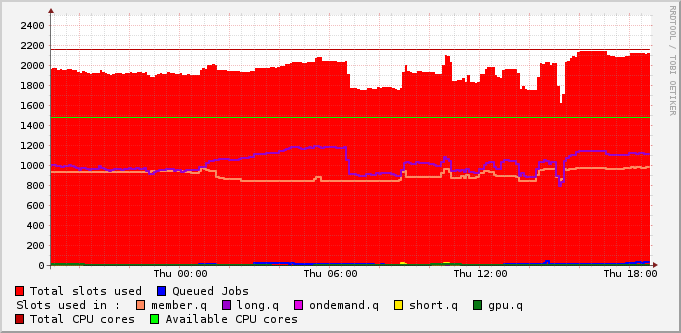 RRDTOOL / TOBI OETIKER
2400
2200
2000
1800
1600
1400
1200
1000
800
600
400
200
0
Thu 00:00 Thu 06:00 Thu 12:00 Thu 18:00
Total slots used Queued Jobs
Slots used in : member.q long.q ondemand.q short.q gpu.q
Total CPU cores Available CPU cores